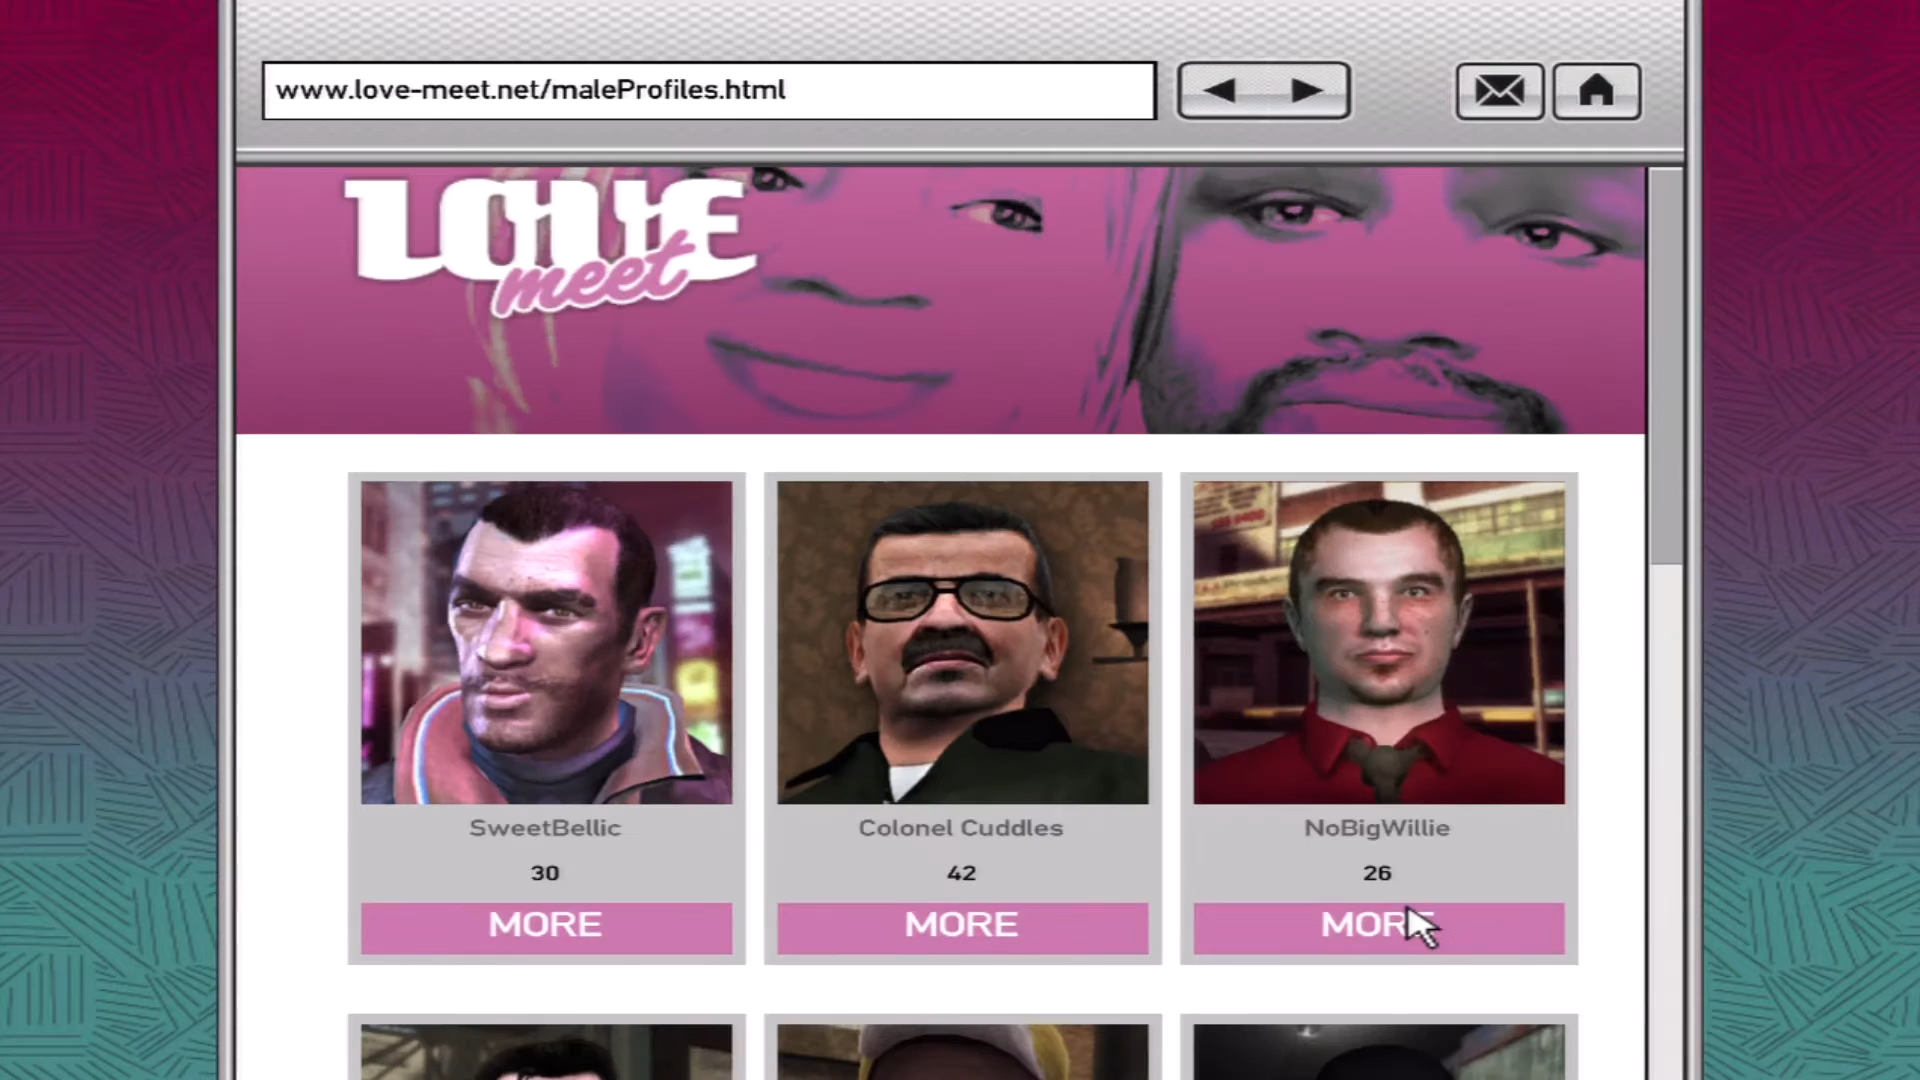 www.love-meet.net/maleProfiles.html
LOVE
meet
SweetBellic
Colonel Cuddles
NoBigWillie
30
42
26
MORE
MORE
MORE